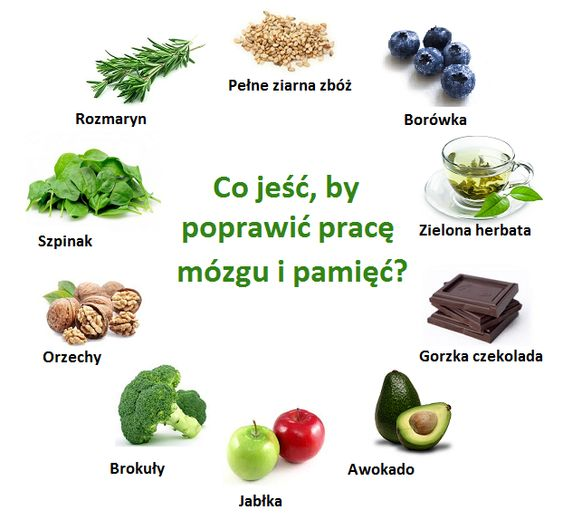 Pełne ziarna zbóż
Rozmaryn
Borówka
Co jeść, by
poprawić pracę
mózgu i pamięć?
Szpinak
Zielona herbata
Orzechy
Gorzka czekolada
Brokuły
Awokado
Jabłka